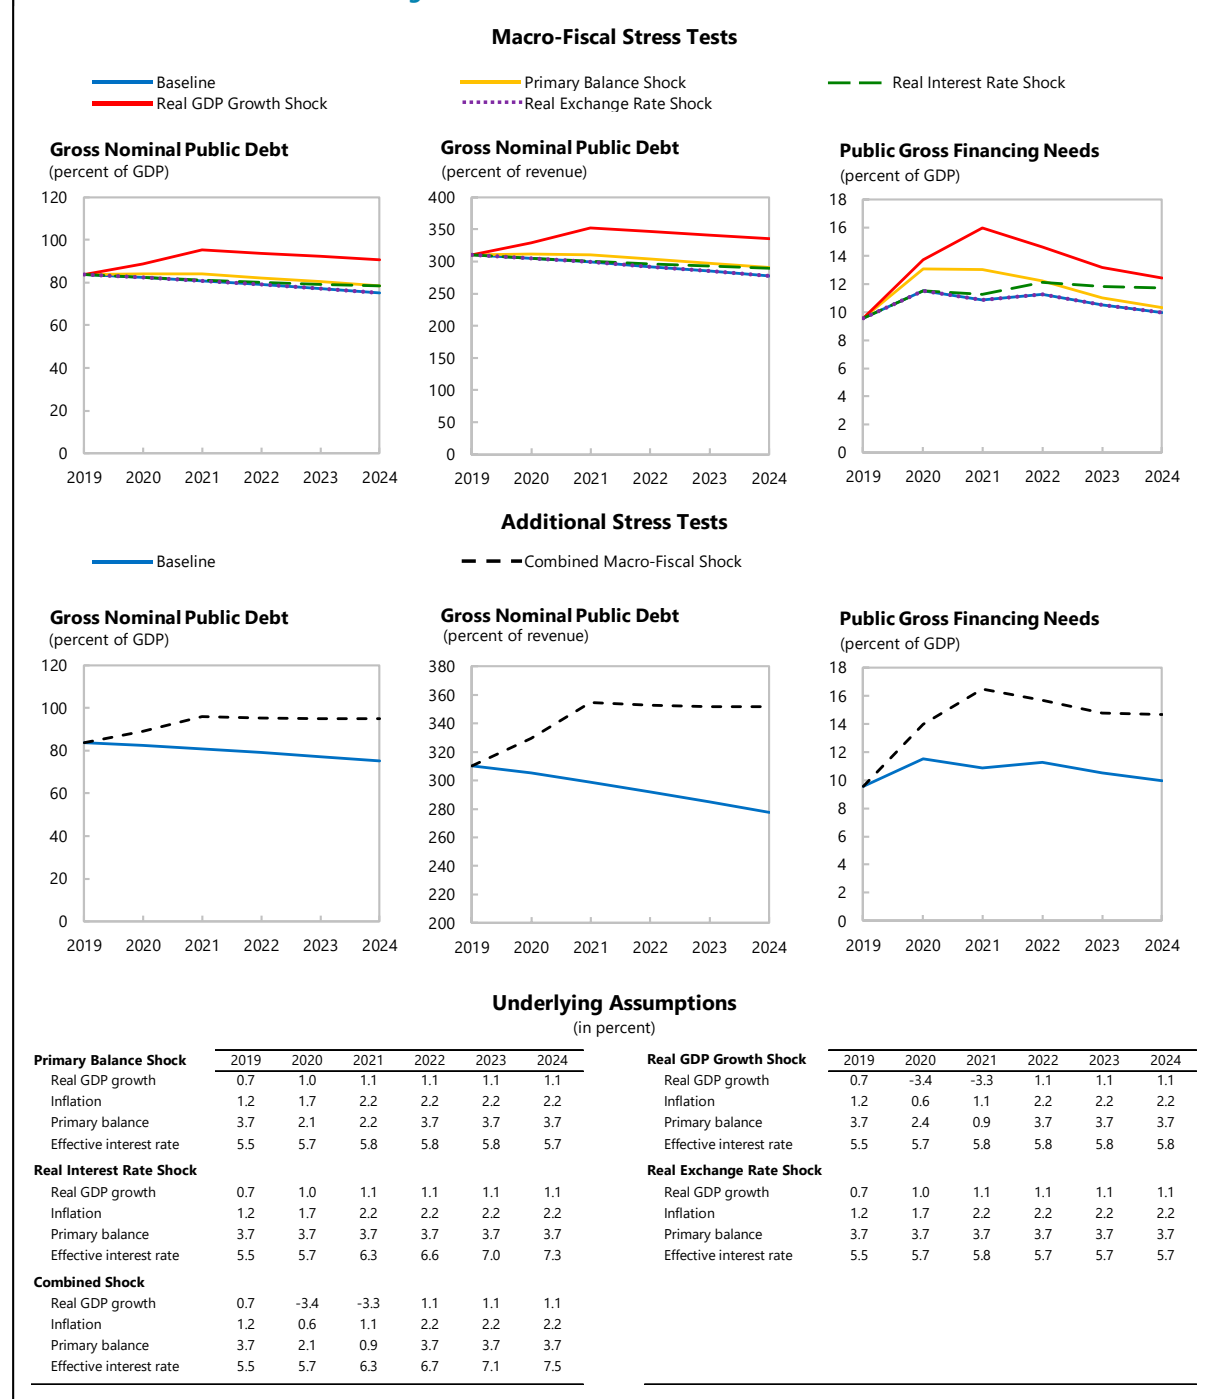 Macro-Fiscal Stress Tests
Baseline Primary Balance Shock Real Interest Rate Shock
Real GDP Growth Shock Real Exchange Rate Shock
Gross Nominal Public Debt
(percent of GDP)
120
100
80
60
40
20
0
2019 2020 2021 2022 2023 2024
Gross Nominal Public Debt
(percent of revenue)
400
350
300
250
200
150
100
50
0
2019 2020 2021 2022 2023 2024
Public Gross Financing Needs
(percent of GDP)
18
16
14
12
10
8
6
4
2
0
2019 2020 2021 2022 2023 2024
Additional Stress Tests
Baseline Combined Macro-Fiscal Shock
Gross Nominal Public Debt
(percent of GDP)
120
100
80
60
40
20
0
2019 2020 2021 2022 2023 2024
Gross Nominal Public Debt
(percent of revenue)
380
360
340
320
300
280
260
240
220
200
2019 2020 2021 2022 2023 2024
Public Gross Financing Needs
(percent of GDP)
18
16
14
12
10
8
6
4
2
0
2019 2020 2021 2022 2023 2024
Underlying Assumptions
(in percent)
Primary Balance Shock 2019 2020 2021 2022 2023 2024
Real GDP growth 0.7 1.0 1.1 1.1 1.1 1.1
Inflation 1.2 1.7 2.2 2.2 2.2 2.2
Primary balance 3.7 2.1 2.2 3.7 3.7 3.7
Effective interest rate 5.5 5.7 5.8 5.8 5.8 5.7
Real Interest Rate Shock
Real GDP growth 0.7 1.0 1.1 1.1 1.1 1.1
Inflation 1.2 1.7 2.2 2.2 2.2 2.2
Primary balance 3.7 3.7 3.7 3.7 3.7 3.7
Effective interest rate 5.5 5.7 6.3 6.6 7.0 7.3
Combined Shock
Real GDP growth 0.7 -3.4 -3.3 1.1 1.1 1.1
Inflation 1.2 0.6 1.1 2.2 2.2 2.2
Primary balance 3.7 2.1 0.9 3.7 3.7 3.7
Effective interest rate 5.5 5.7 6.3 6.7 7.1 7.5
Real GDP Growth Shock 2019 2020 2021 2022 2023 2024
Real GDP growth 0.7 -3.4 -3.3 1.1 1.1 1.1
Inflation 1.2 0.6 1.1 2.2 2.2 2.2
Primary balance 3.7 2.4 0.9 3.7 3.7 3.7
Effective interest rate 5.5 5.7 5.8 5.8 5.8 5.8
Real Exchange Rate Shock
Real GDP growth 0.7 1.0 1.1 1.1 1.1 1.1
Inflation 1.2 1.7 2.2 2.2 2.2 2.2
Primary balance 3.7 3.7 3.7 3.7 3.7 3.7
Effective interest rate 5.5 5.7 5.8 5.7 5.7 5.7